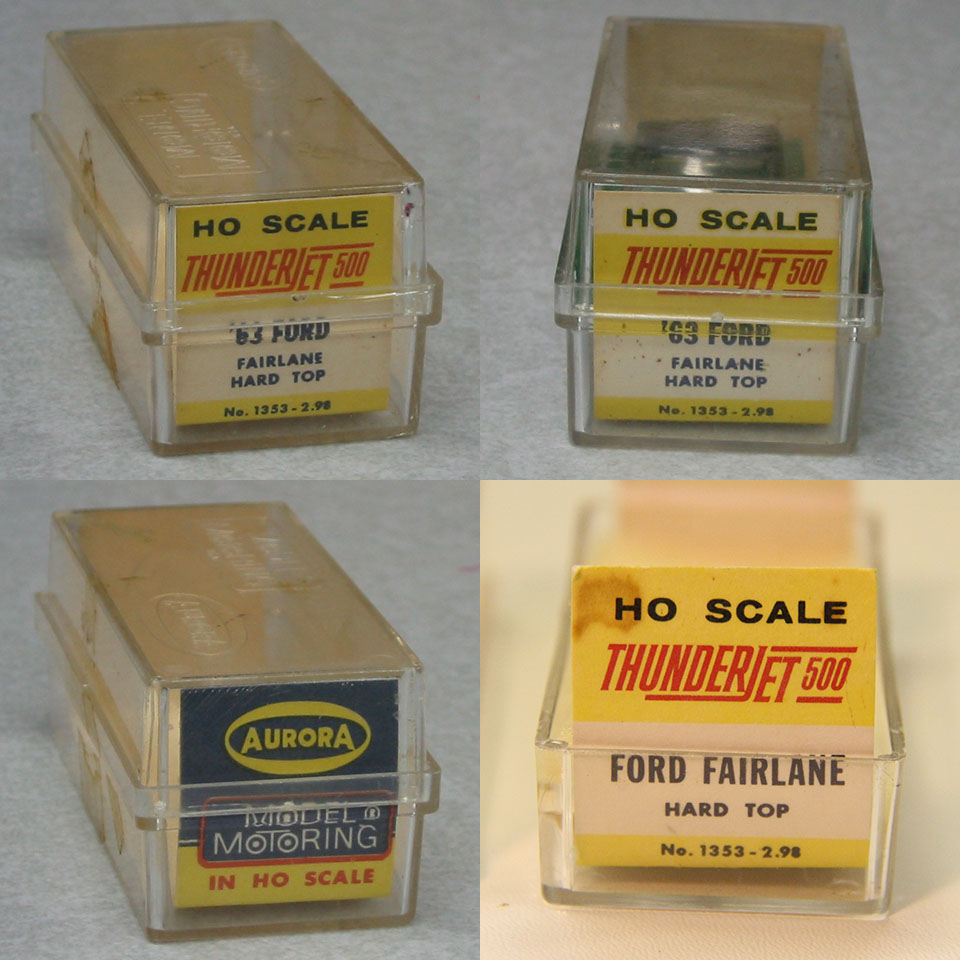 HO SCALE
THUNDERJET 500
'63 FORD
FAIRLANE
HARD TOP
No. 1353-2.98
HO SCALE
THUNDERJET 500
'63 FORD
FAIRLANE
HARD TOP
No. 1353-2.98
AURORA
AURORA
MODEL ®
MOTORING
IN HO SCALE
HO SCALE
THUNDERJET 500
FORD FAIRLANE
HARD TOP
No. 1353-2.98